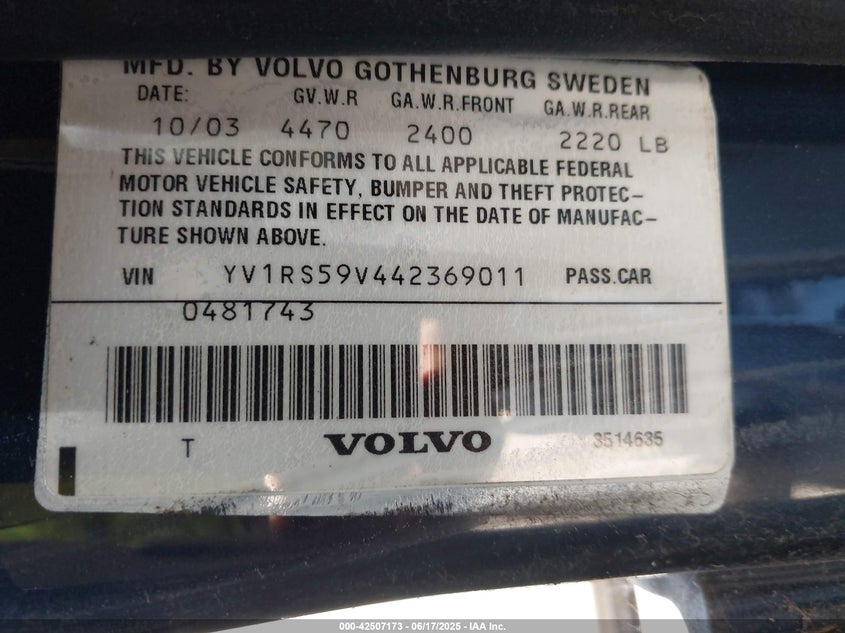 MFD. BY VOLVO GOTHENBURG SWEDEN
DATE: GV.W.R GA.W.R.FRONT GA.W.R.REAR
10/03 4470 2400 2220 LB
THIS VEHICLE CONFORMS TO ALL APPLICABLE FEDERAL
MOTOR VEHICLE SAFETY, BUMPER AND THEFT PROTEC-
TION STANDARDS IN EFFECT ON THE DATE OF MANUFAC-
TURE SHOWN ABOVE.
VIN YV1RS59V442369011 PASS.CAR
0481743
T VOLVO 3514635
000-42507173 - 06/17/2025 - IAA Inc.